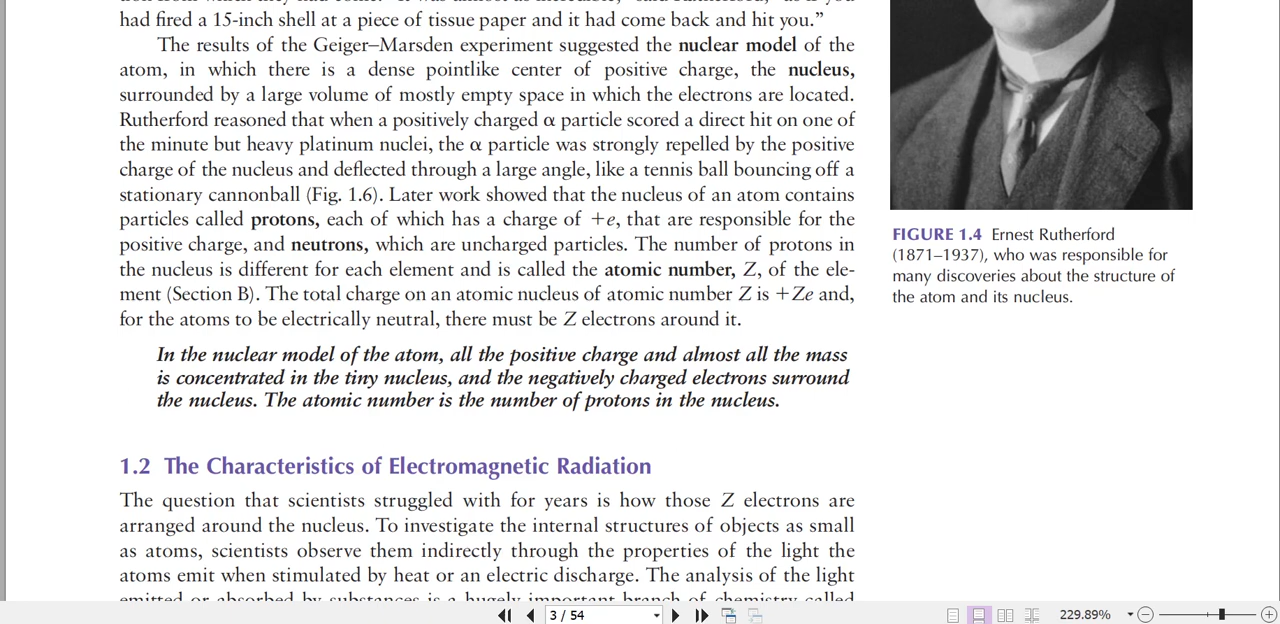 had fired a 15-inch shell at a piece of tissue paper and it had come back and hit you.”
The results of the Geiger–Marsden experiment suggested the nuclear model of the
atom, in which there is a dense pointlike center of positive charge, the nucleus,
surrounded by a large volume of mostly empty space in which the electrons are located.
Rutherford reasoned that when a positively charged α particle scored a direct hit on one of
the minute but heavy platinum nuclei, the α particle was strongly repelled by the positive
charge of the nucleus and deflected through a large angle, like a tennis ball bouncing off a
stationary cannonball (Fig. 1.6). Later work showed that the nucleus of an atom contains
particles called protons, each of which has a charge of +e, that are responsible for the
positive charge, and neutrons, which are uncharged particles. The number of protons in
the nucleus is different for each element and is called the atomic number, Z, of the ele-
ment (Section B). The total charge on an atomic nucleus of atomic number Z is +Ze and,
for the atoms to be electrically neutral, there must be Z electrons around it.
In the nuclear model of the atom, all the positive charge and almost all the mass
is concentrated in the tiny nucleus, and the negatively charged electrons surround
the nucleus. The atomic number is the number of protons in the nucleus.
1.2 The Characteristics of Electromagnetic Radiation
The question that scientists struggled with for years is how those Z electrons are
arranged around the nucleus. To investigate the internal structures of objects as small
as atoms, scientists observe them indirectly through the properties of the light the
atoms emit when stimulated by heat or an electric discharge. The analysis of the light
emitted or absorbed by substances is a hugely important branch of chemistry called
FIGURE 1.4 Ernest Rutherford
(1871–1937), who was responsible for
many discoveries about the structure of
the atom and its nucleus.
3 / 54
229.89%